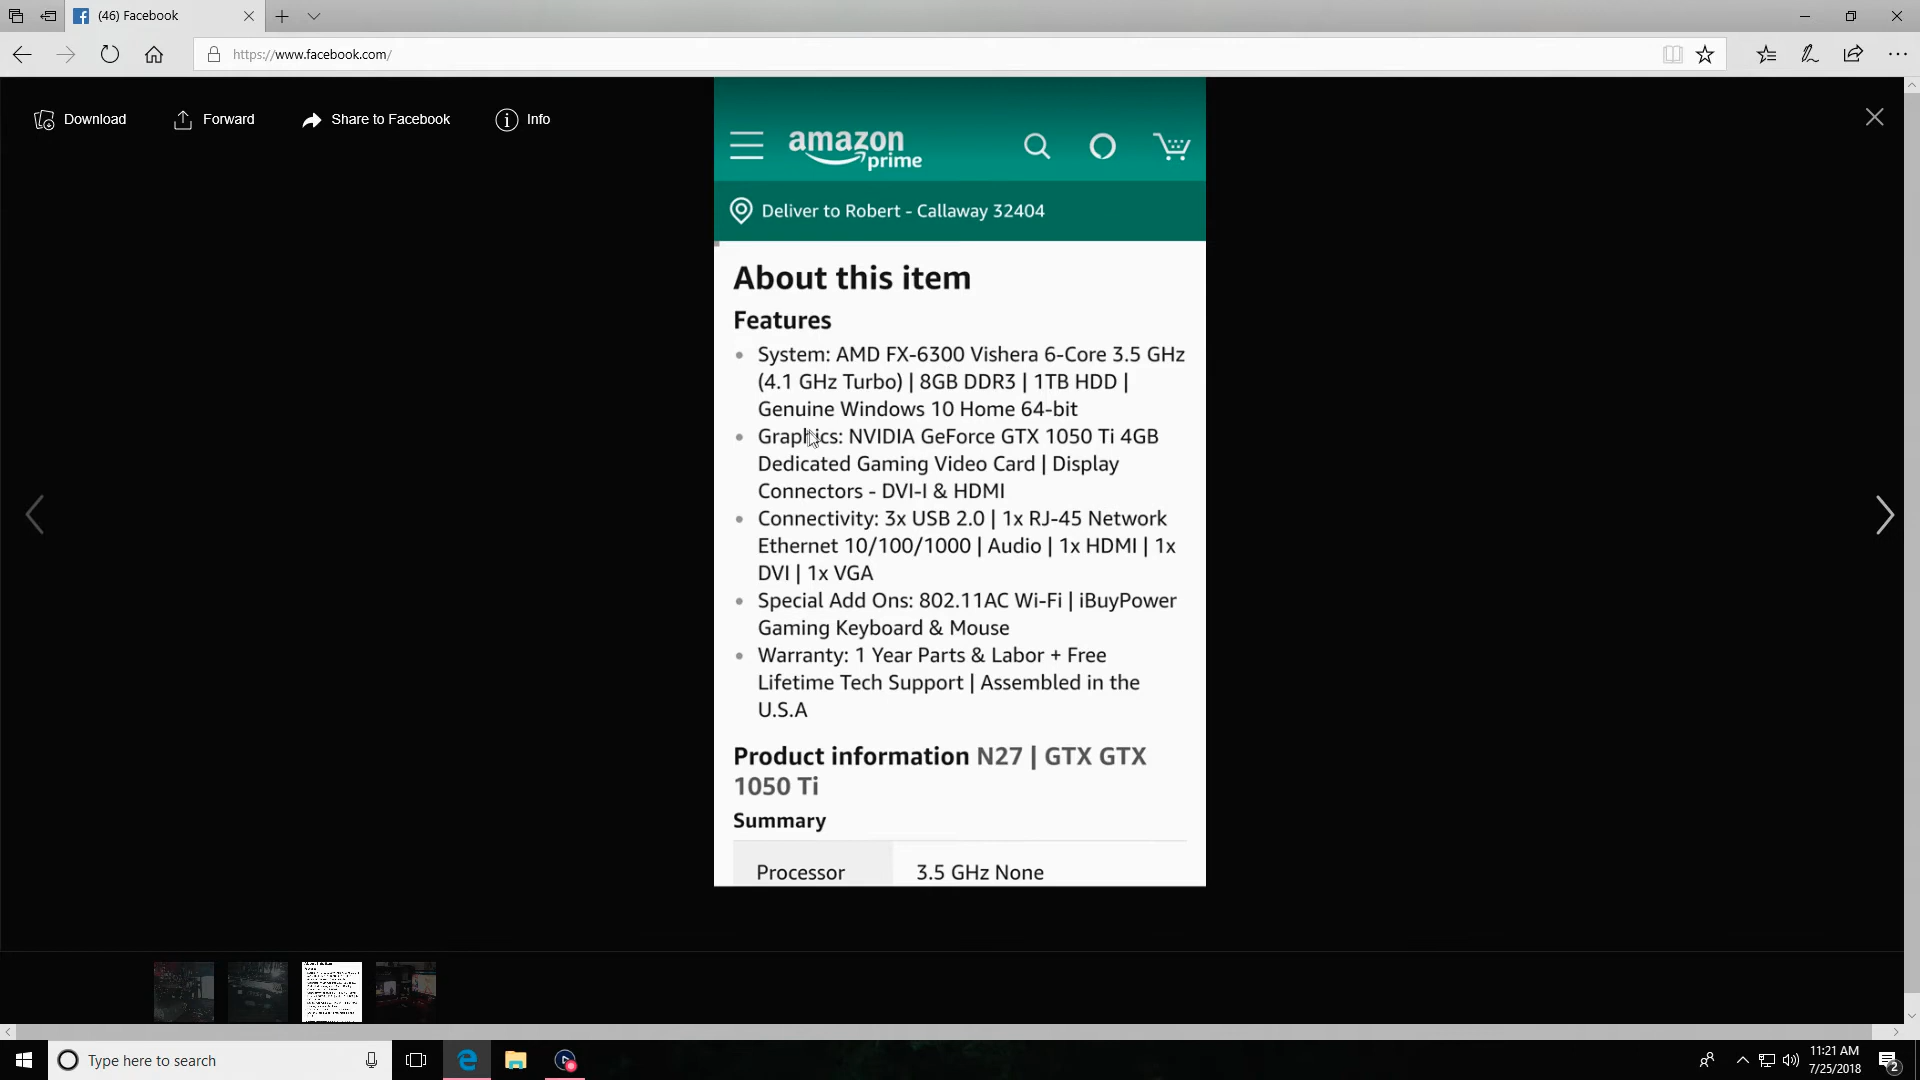 (46) Facebook
https://www.facebook.com/
Download
Forward
Share to Facebook
Info
amazon
prime
Deliver to Robert - Callaway 32404
About this item
Features
System: AMD FX-6300 Vishera 6-Core 3.5 GHz
(4.1 GHz Turbo) | 8GB DDR3 | 1TB HDD |
Genuine Windows 10 Home 64-bit
Graphics: NVIDIA GeForce GTX 1050 Ti 4GB
Dedicated Gaming Video Card | Display
Connectors - DVI-I & HDMI
Connectivity: 3x USB 2.0 | 1x RJ-45 Network
Ethernet 10/100/1000 | Audio | 1x HDMI | 1x
DVI | 1x VGA
Special Add Ons: 802.11AC Wi-Fi | iBuyPower
Gaming Keyboard & Mouse
Warranty: 1 Year Parts & Labor + Free
Lifetime Tech Support | Assembled in the
U.S.A
Product information N27 | GTX GTX
1050 Ti
Summary
Processor 3.5 GHz None
Type here to search
11:21 AM
7/25/2018
2